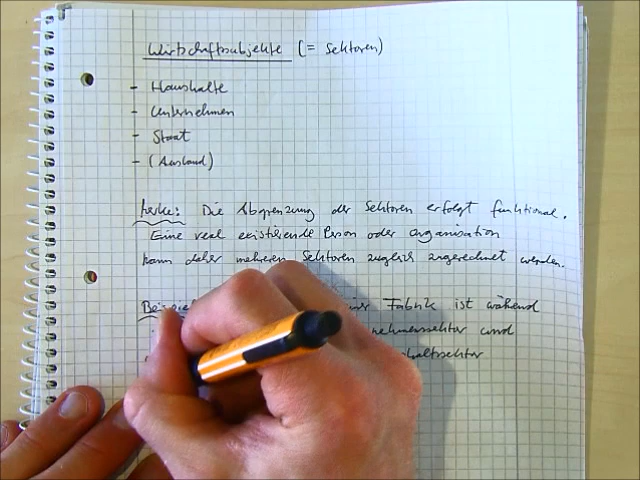 Wirtschaftssubjekte (= Sektoren)
- Haushalte
- Unternehmen
- Staat
- (Ausland)
Merke: Die Abgrenzung der Sektoren erfolgt funktional.
Eine real existierende Person oder Organisation
kann daher mehreren Sektoren zugleich zugerechnet werden.
Beispiel Fabrik ist während
nehmenssektor und
haltssektor